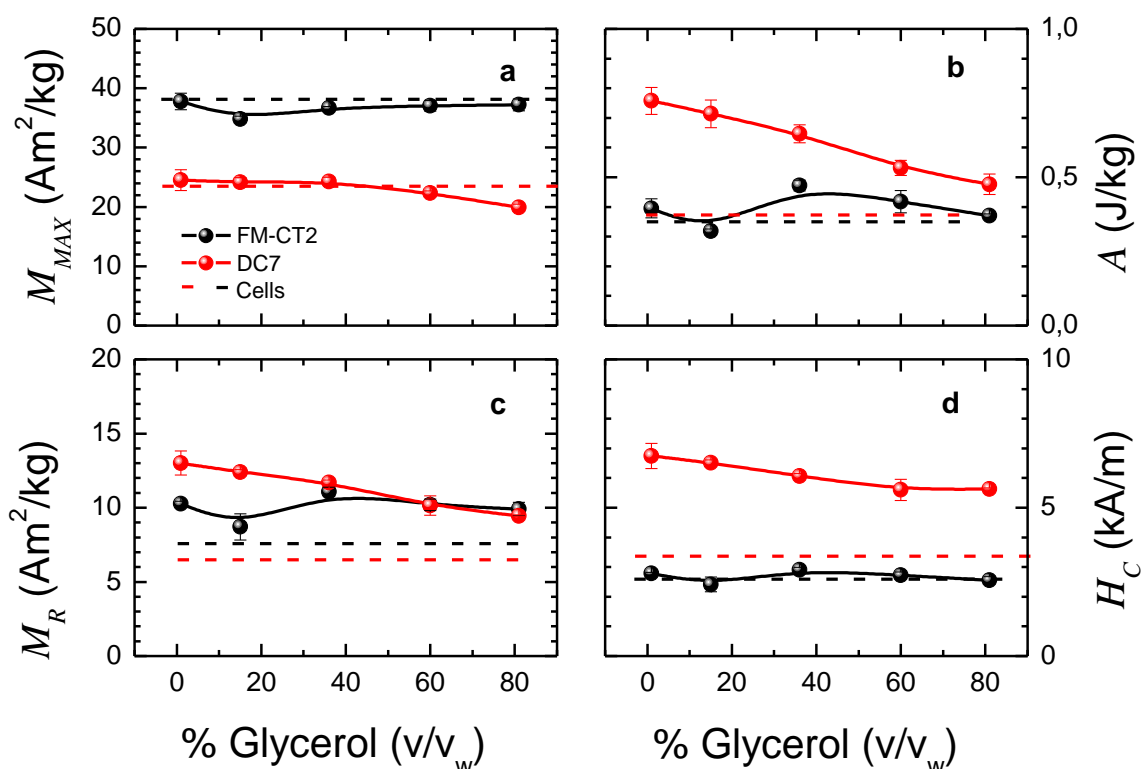 50
40
30
20
10
0
M_MAX (Am²/kg)
a
FM-CT2
DC7
Cells
1,0
0,5
0,0
A (J/kg)
b
20
15
10
5
0
M_R (Am²/kg)
c
0 20 40 60 80
% Glycerol (v/v_w)
10
5
0
H_C (kA/m)
d
0 20 40 60 80
% Glycerol (v/v_w)